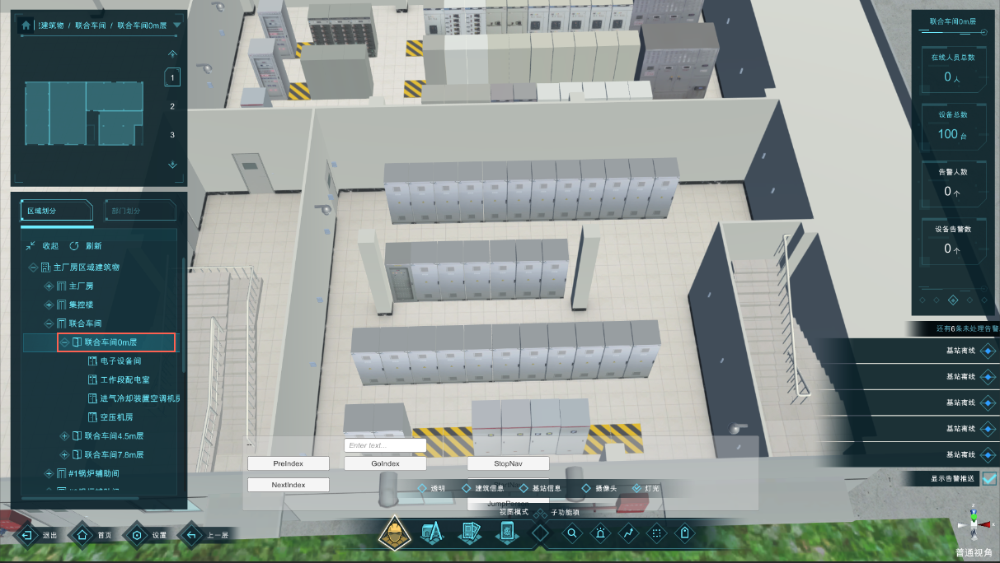 建筑物 / 联合车间 / 联合车间0m层
1
2
3
区域划分
部门划分
收起
刷新
主厂房区域建筑物
主厂房
集控楼
联合车间
联合车间0m层
电子设备间
工作段配电室
进气冷却装置空调机房
空压机房
联合车间4.5m层
联合车间7.8m层
#1锅炉辅助间
联合车间0m层
在线人员总数
0 人
设备总数
100 台
告警人数
0 个
设备告警数
0 个
还有6条未处理告警
基站离线
基站离线
基站离线
基站离线
基站离线
显示告警推送
Enter text...
PreIndex
GoIndex
StopNav
NextIndex
JumpPerson
透明
建筑信息
基站信息
摄像头
灯光
视图模式
子功能项
退出
首页
设置
上一层
z
y
x
普通视角